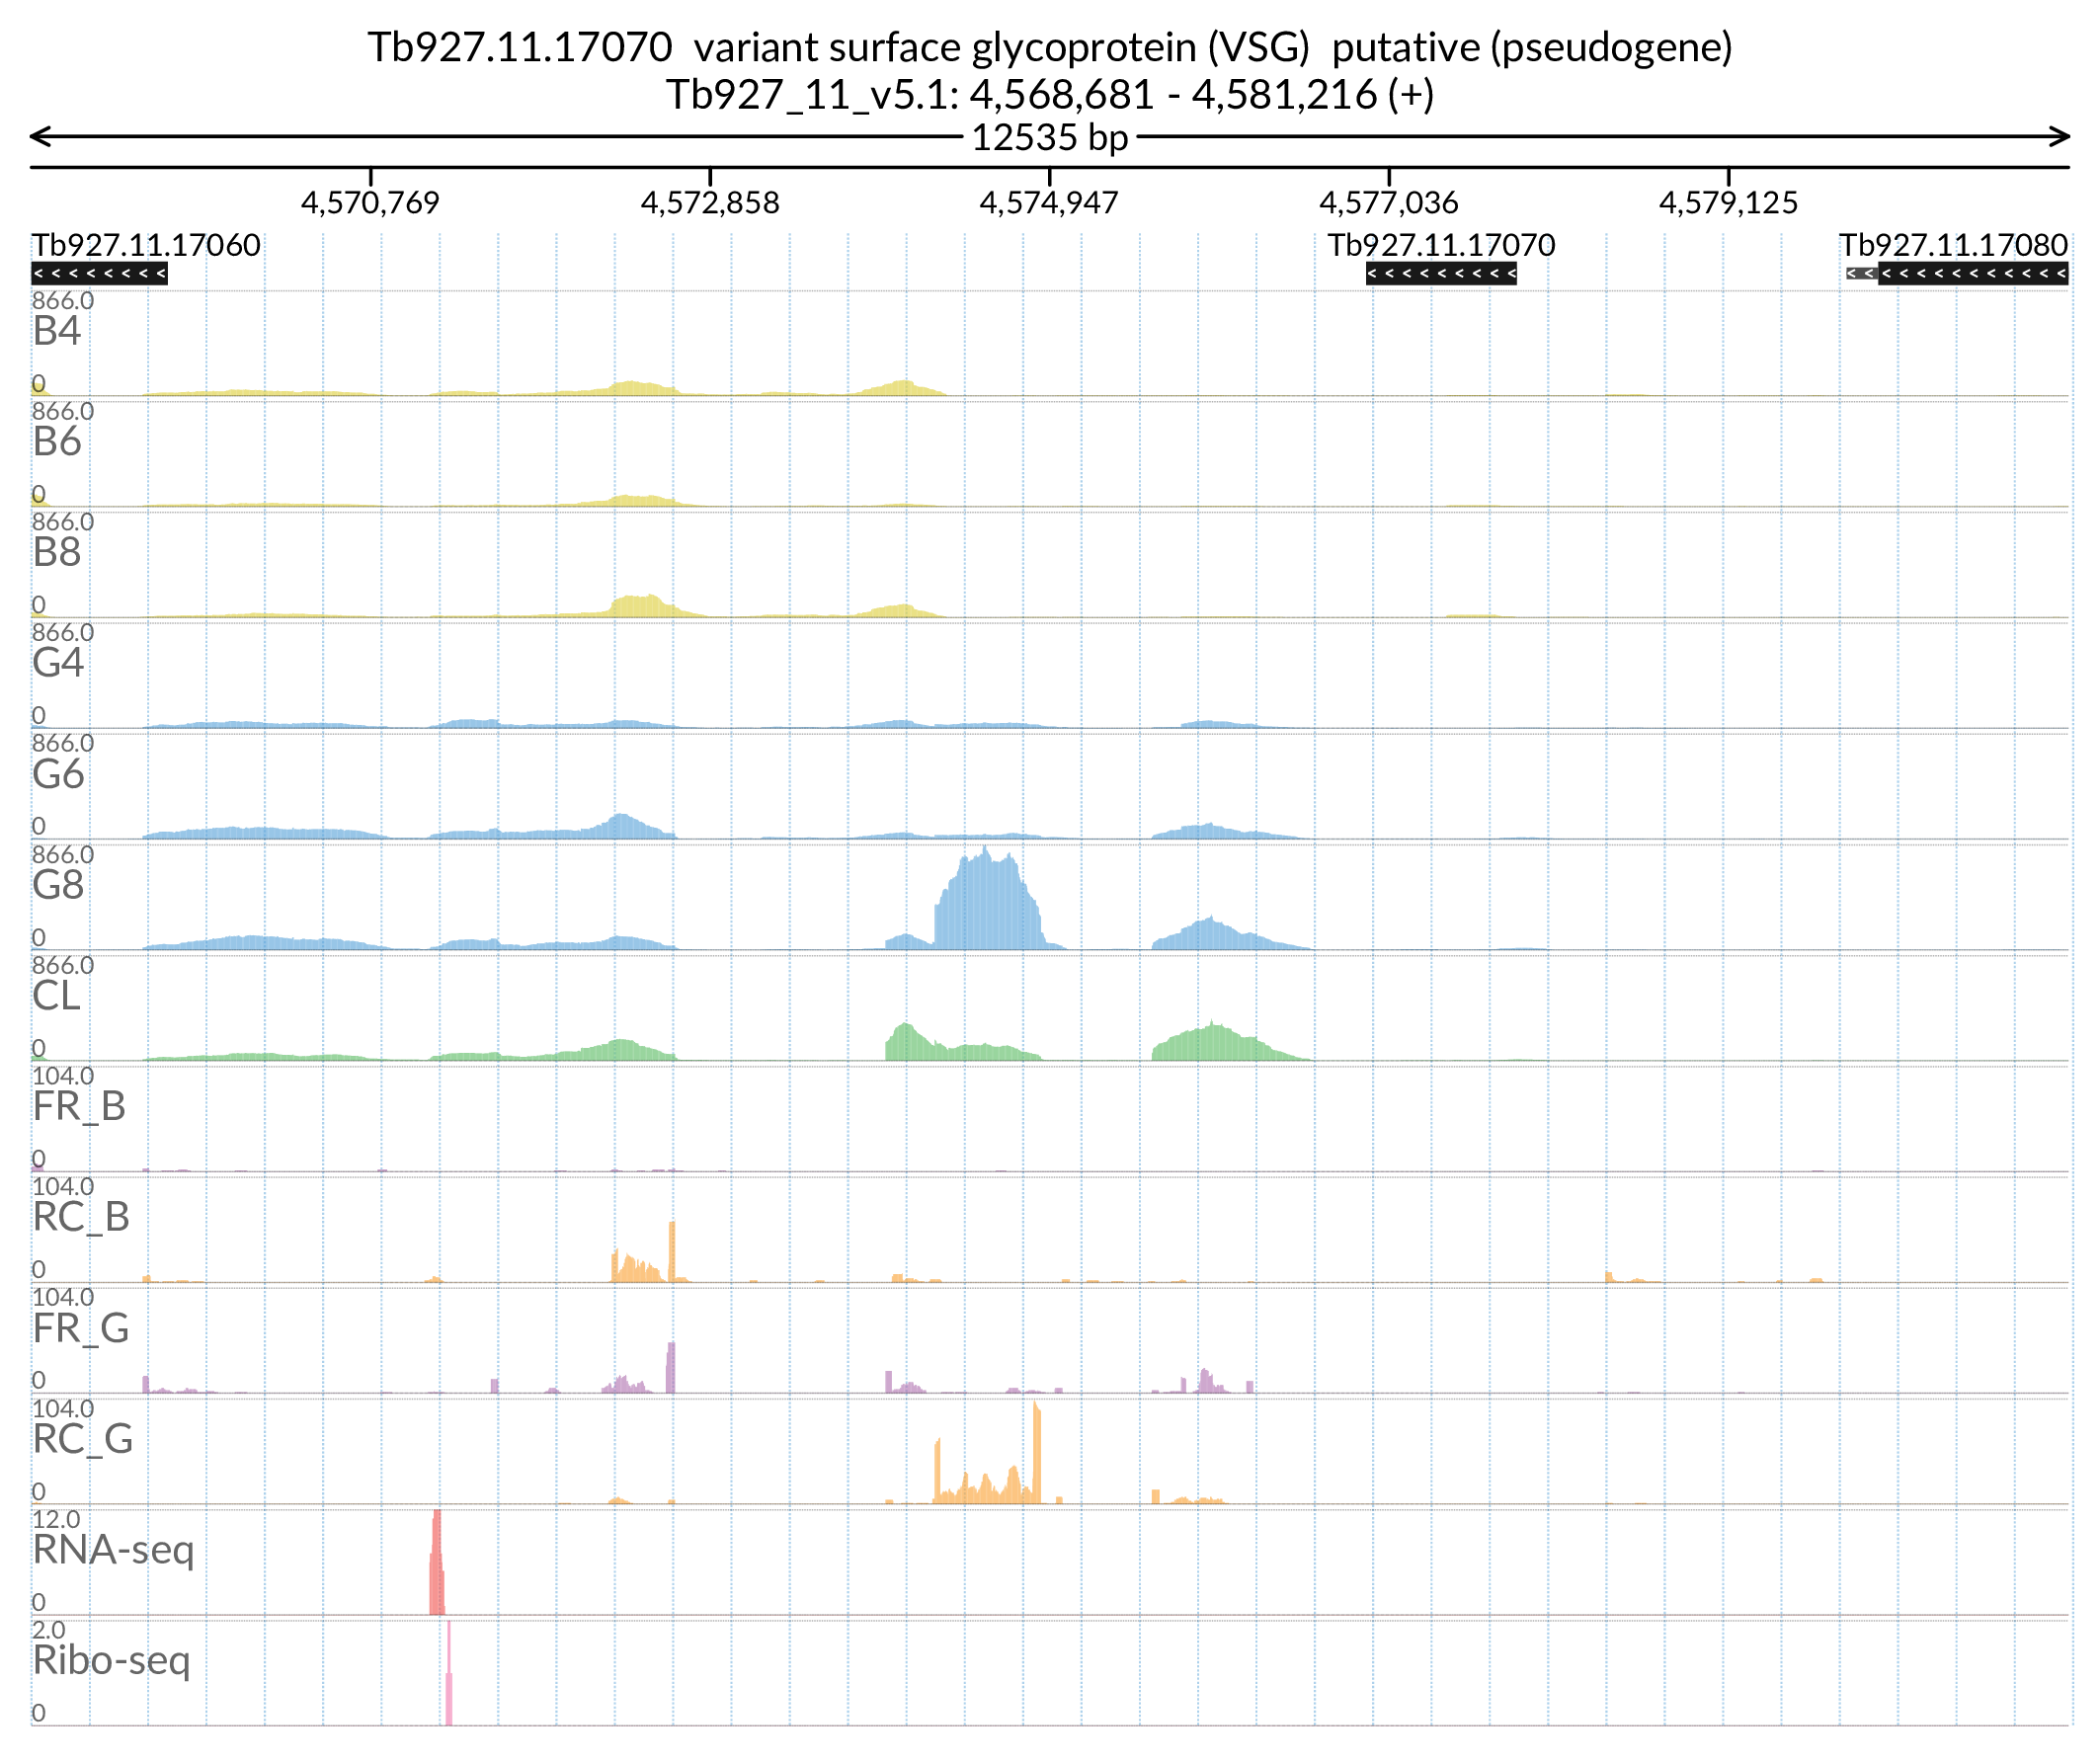 Tb927.11.17070 variant surface glycoprotein (VSG) putative (pseudogene)
Tb927_11_v5.1: 4,568,681 - 4,581,216 (+)
12535 bp
4,570,769 4,572,858 4,574,947 4,577,036 4,579,125
Tb927.11.17060 Tb927.11.17070 Tb927.11.17080
866.0
B4
0
866.0
B6
0
866.0
B8
0
866.0
G4
0
866.0
G6
0
866.0
G8
0
866.0
CL
0
104.0
FR_B
0
104.0
RC_B
0
104.0
FR_G
0
104.0
RC_G
0
12.0
RNA-seq
0
2.0
Ribo-seq
0